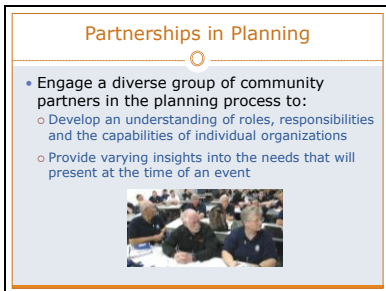 Partnerships in Planning
• Engage a diverse group of community
partners in the planning process to:
o Develop an understanding of roles, responsibilities
and the capabilities of individual organizations
o Provide varying insights into the needs that will
present at the time of an event